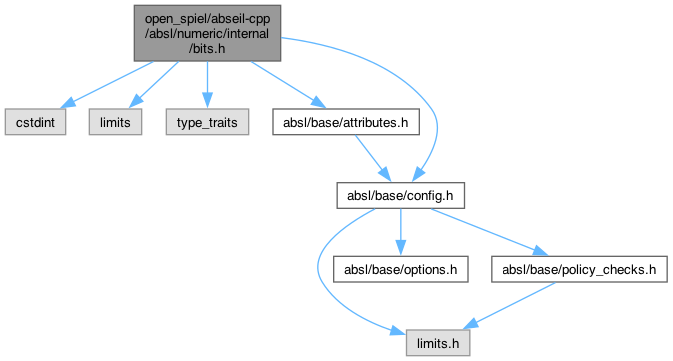 open_spiel/abseil-cpp
/absl/numeric/internal
/bits.h
cstdint
limits
type_traits
absl/base/attributes.h
absl/base/config.h
absl/base/options.h
absl/base/policy_checks.h
limits.h